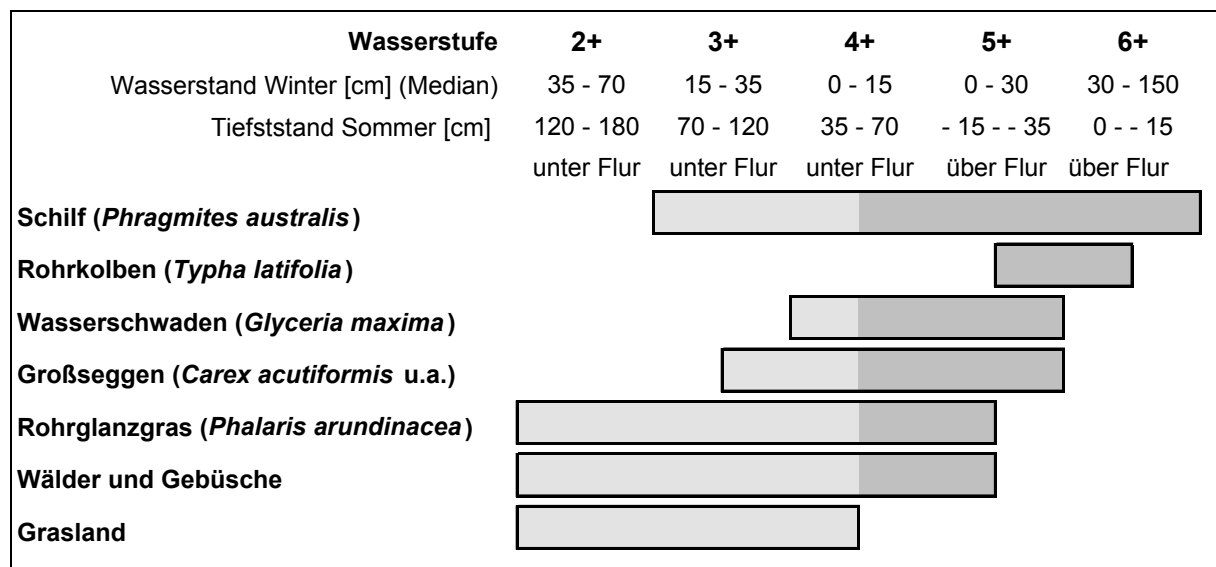 Wasserstufe 2+ 3+ 4+ 5+ 6+
Wasserstand Winter [cm] (Median) 35 - 70 15 - 35 0 - 15 0 - 30 30 - 150
Tiefststand Sommer [cm] 120 - 180 70 - 120 35 - 70 - 15 - - 35 0 - - 15
unter Flur unter Flur unter Flur über Flur über Flur
Schilf (Phragmites australis)
Rohrkolben (Typha latifolia)
Wasserschwaden (Glyceria maxima)
Großseggen (Carex acutiformis u.a.)
Rohrglanzgras (Phalaris arundinacea)
Wälder und Gebüsche
Grasland